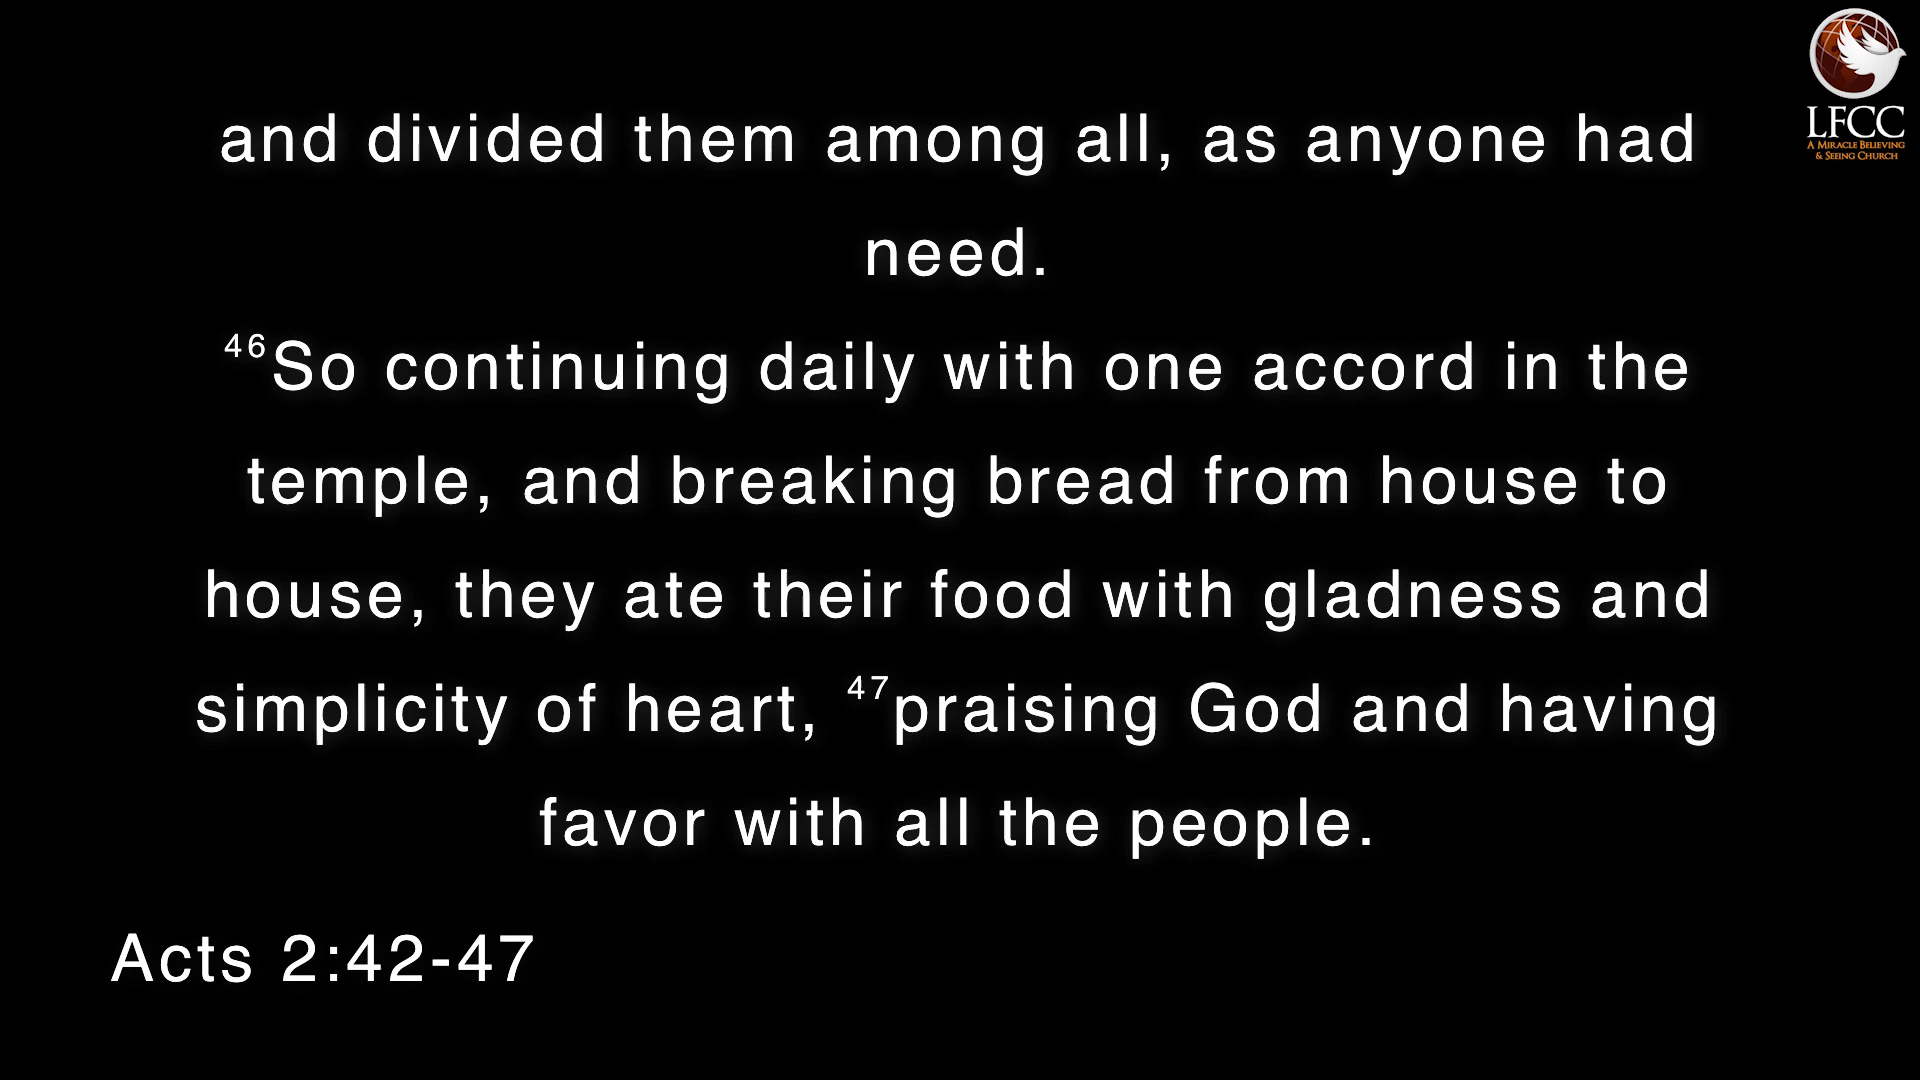 LFCC
A Miracle Believing
& Seeing Church
and divided them among all, as anyone had
need.
46So continuing daily with one accord in the
temple, and breaking bread from house to
house, they ate their food with gladness and
simplicity of heart, 47praising God and having
favor with all the people.
Acts 2:42-47